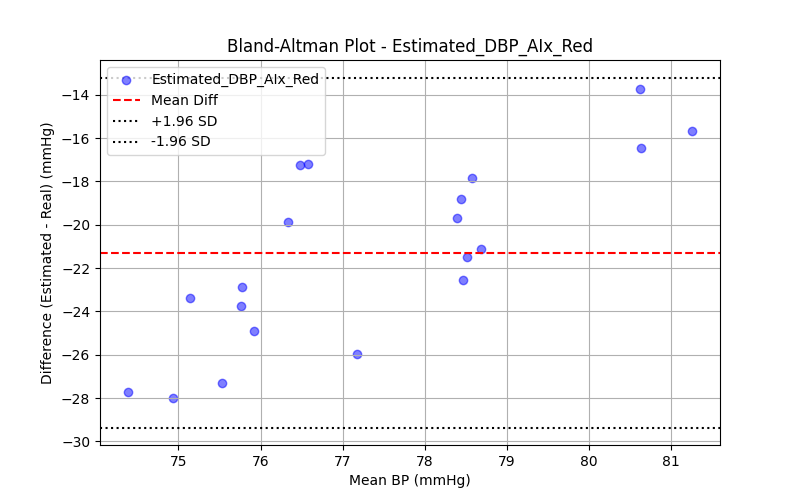 Bland-Altman Plot - Estimated_DBP_AIx_Red
Estimated_DBP_AIx_Red
Mean Diff
+1.96 SD
-1.96 SD
Difference (Estimated - Real) (mmHg)
−14
−16
−18
−20
−22
−24
−26
−28
−30
75 76 77 78 79 80 81
Mean BP (mmHg)